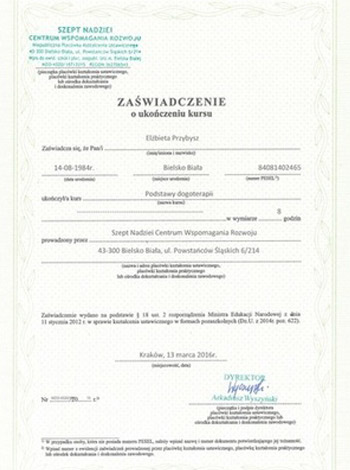 SZEPT NADZIEI
CENTRUM WSPOMAGANIA ROZWOJU
Niepubliczna Placówka Kształcenia Ustawicznego
43-300 Bielsko Biała, ul. Powstańców Śląskich 6/214
(pieczątka placówki kształcenia ustawicznego,
placówki kształcenia praktycznego
lub ośrodka dokształcania
i doskonalenia zawodowego)
ZAŚWIADCZENIE
o ukończeniu kursu
Elżbieta Przybysz
Zaświadcza się, że Pan/i
(imię/imiona i nazwisko)
14-08-1984r. Bielsko Biała 84081402465
(data urodzenia) (miejsce urodzenia) (numer PESEL)¹⁾
Podstawy dogoterapii
ukończył/a kurs
(nazwa kursu)
8
w wymiarze godzin
Szept Nadziei Centrum Wspomagania Rozwoju
prowadzony przez
43-300 Bielsko Biała, ul. Powstańców Śląskich 6/214
(nazwa i adres placówki kształcenia ustawicznego,
placówki kształcenia praktycznego
lub ośrodka dokształcania i doskonalenia zawodowego)
Zaświadczenie wydano na podstawie § 18 ust. 2 rozporządzenia Ministra Edukacji Narodowej z dnia
11 stycznia 2012 r. w sprawie kształcenia ustawicznego w formach pozaszkolnych (Dz.U. z 2014r. poz. 622).
Kraków, 13 marca 2016r.
(miejscowość, data)
DYREKTOR
Arkadiusz Wyszyński
(pieczątka i podpis dyrektora
placówki kształcenia ustawicznego,
placówki kształcenia praktycznego lub
ośrodka dokształcania i doskonalenia zawodowego)
Nr /20 r²⁾
¹⁾ W przypadku osoby, która nie posiada numeru PESEL, należy wpisać nazwę i numer dokumentu potwierdzającego jej tożsamość.
²⁾ Wpisać numer z ewidencji zaświadczeń prowadzonej przez placówkę kształcenia ustawicznego, placówkę kształcenia praktycznego
lub ośrodek dokształcania i doskonalenia zawodowego.